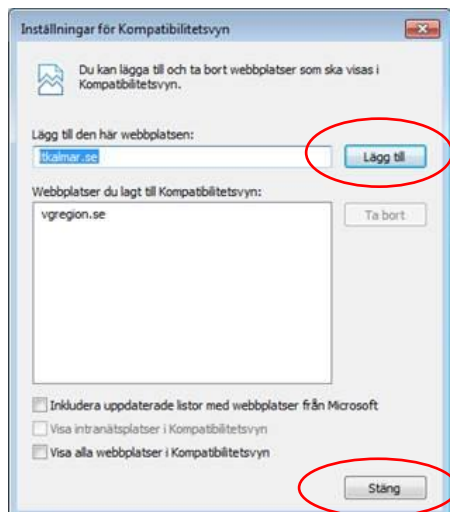 Inställningar för Kompatibilitetsvyn
Du kan lägga till och ta bort webbplatser som ska visas i
Kompatibilitetsvyn.
Lägg till den här webbplatsen:
ltkalmar.se
Lägg till
Webbplatser du lagt till Kompatibilitetsvyn:
vgregion.se
Ta bort
Inkludera uppdaterade listor med webbplatser från Microsoft
Visa intranätsplatser i Kompatibilitetsvyn
Visa alla webbplatser i Kompatibilitetsvyn
Stäng